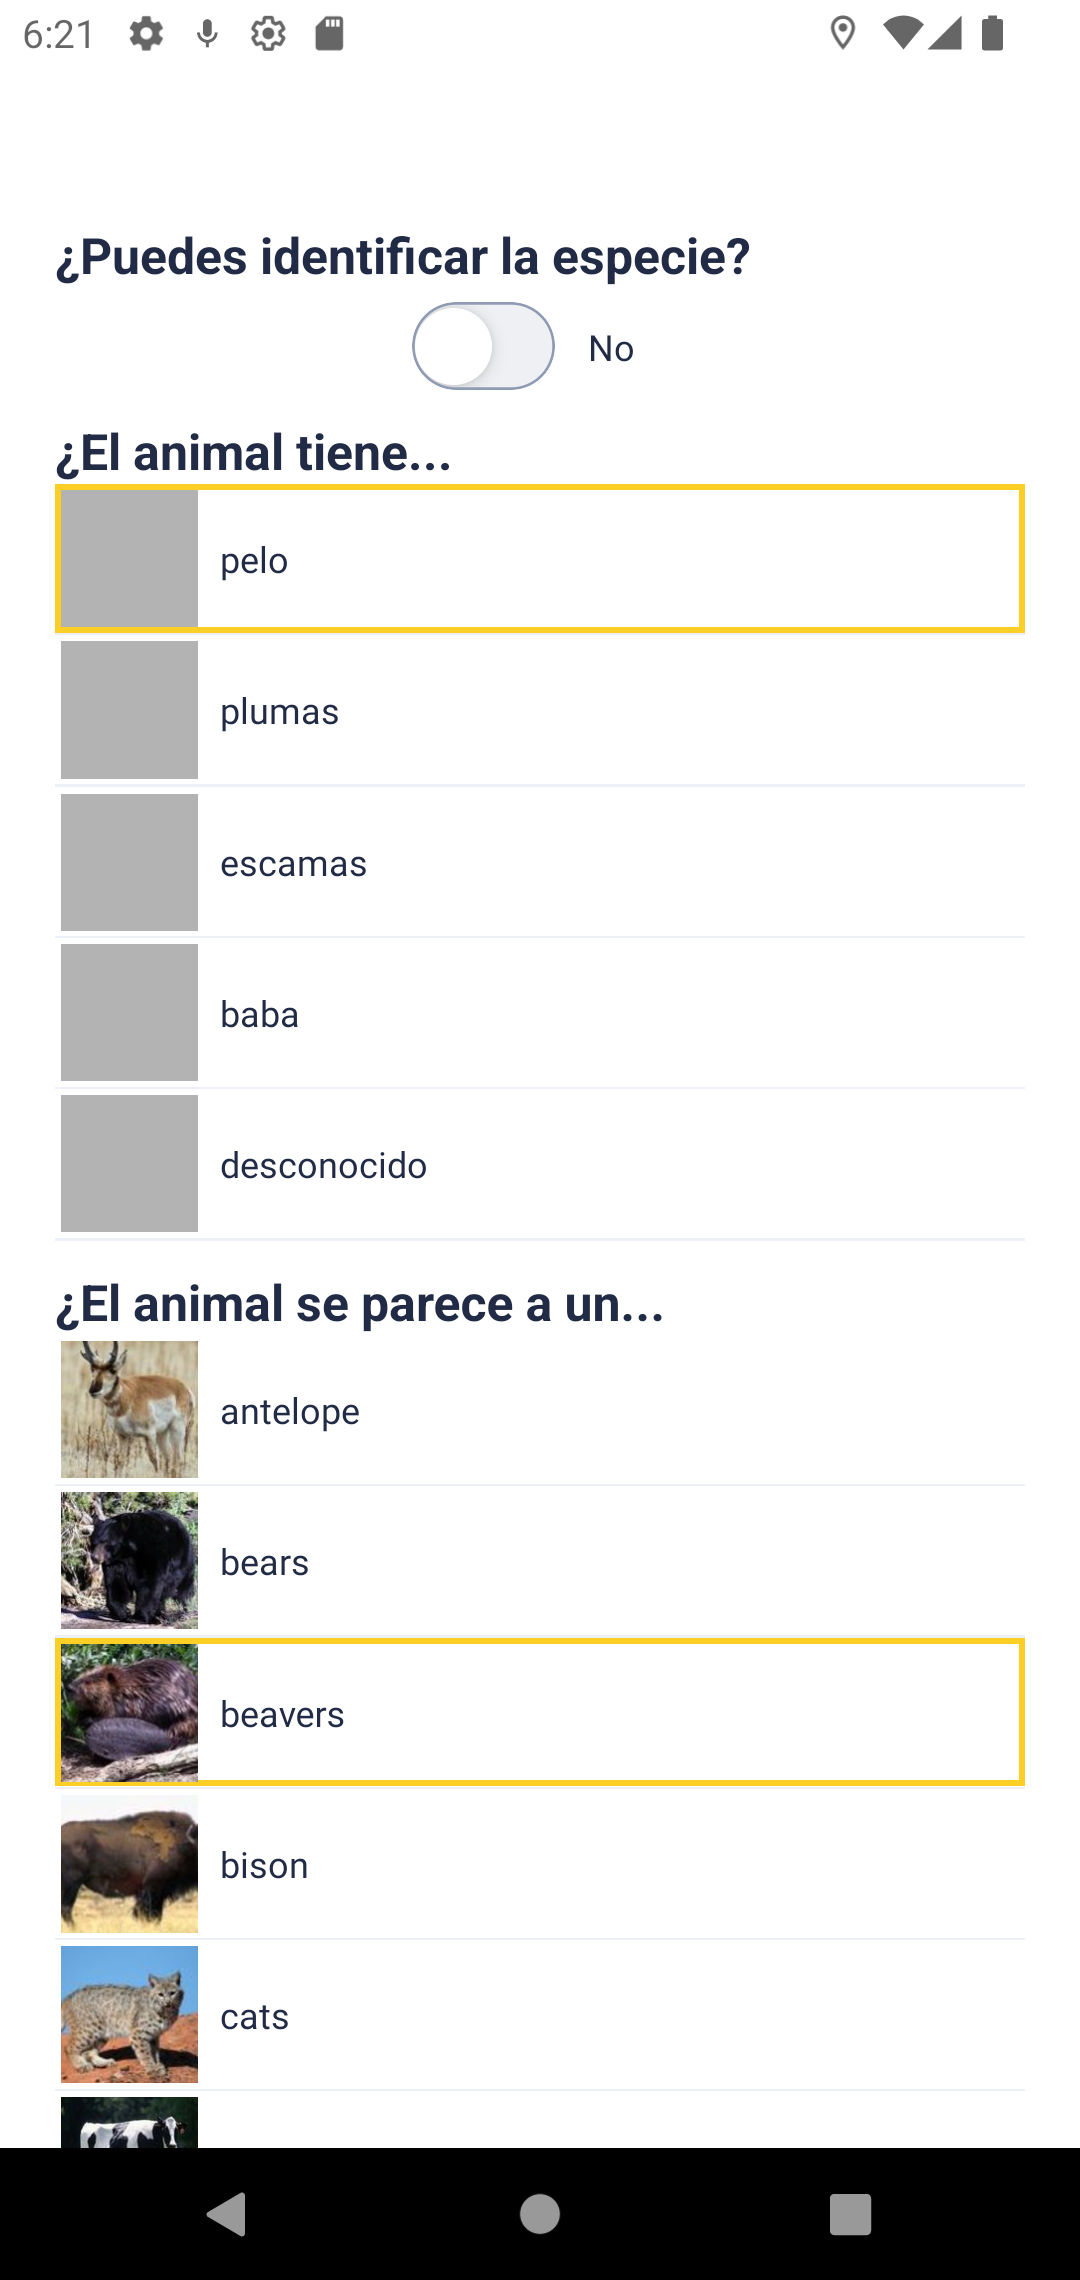 6:21
¿Puedes identificar la especie?
No
¿El animal tiene...
pelo
plumas
escamas
baba
desconocido
¿El animal se parece a un...
antelope
bears
beavers
bison
cats